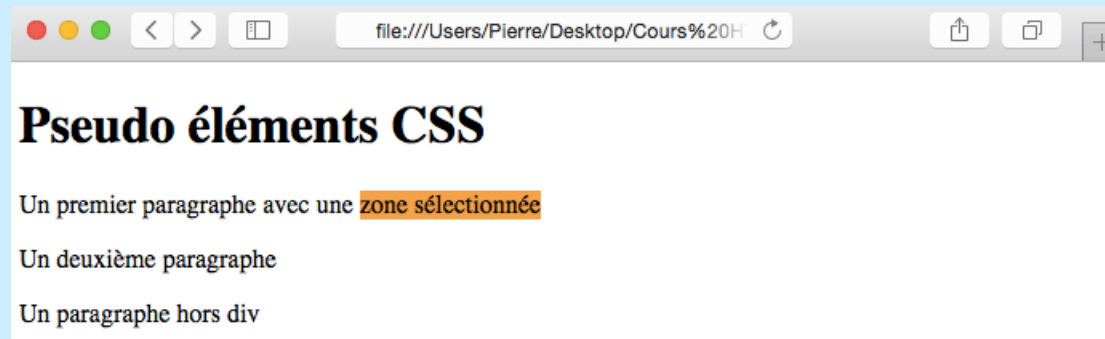 file:///Users/Pierre/Desktop/Cours%20H
Pseudo éléments CSS
Un premier paragraphe avec une zone sélectionnée
Un deuxième paragraphe
Un paragraphe hors div